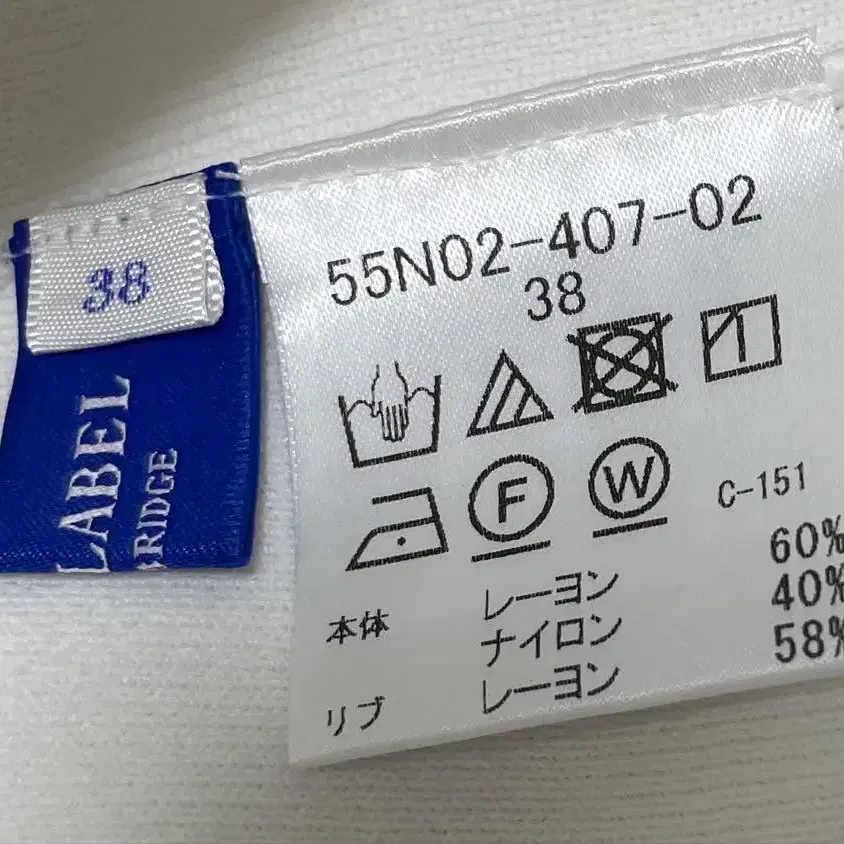 38
LABEL
RIDGE
55N02-407-02
38
F
W
C-151
本体 レーヨン 60%
ナイロン 40%
リブ レーヨン 58%